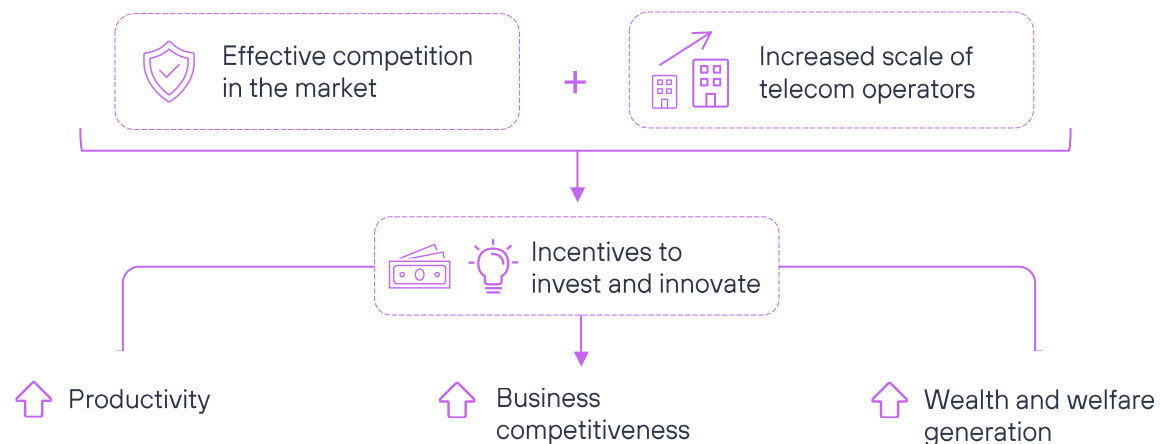 Effective competition
in the market
+
Increased scale of
telecom operators
Incentives to
invest and innovate
Productivity
Business
competitiveness
Wealth and welfare
generation